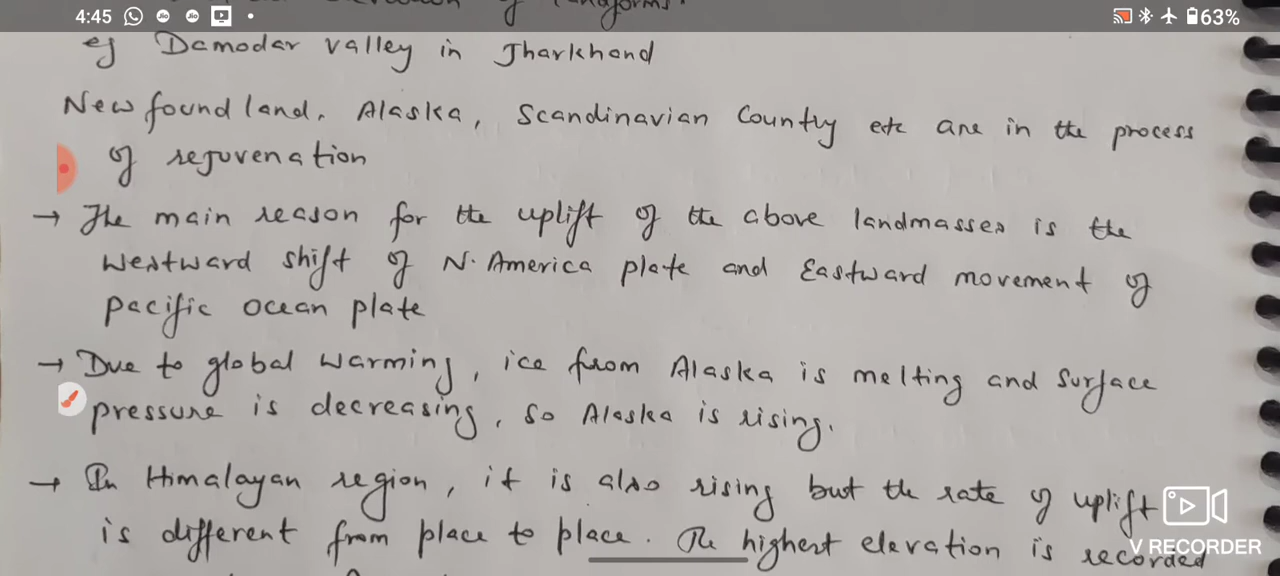 4:45 63%
of landforms.
eg Damodar valley in Jharkhand
New found land, Alaska, Scandinavian Country etc are in the process
of rejuvenation
→ The main reason for the uplift of the above landmasses is the
westward shift of N. America plate and Eastward movement of
pacific ocean plate
→ Due to global warming, ice from Alaska is melting and surface
pressure is decreasing, so Alaska is rising.
→ In Himalayan region, it is also rising but the rate of uplift
is different from place to place. The highest elevation is recorded
V RECORDER